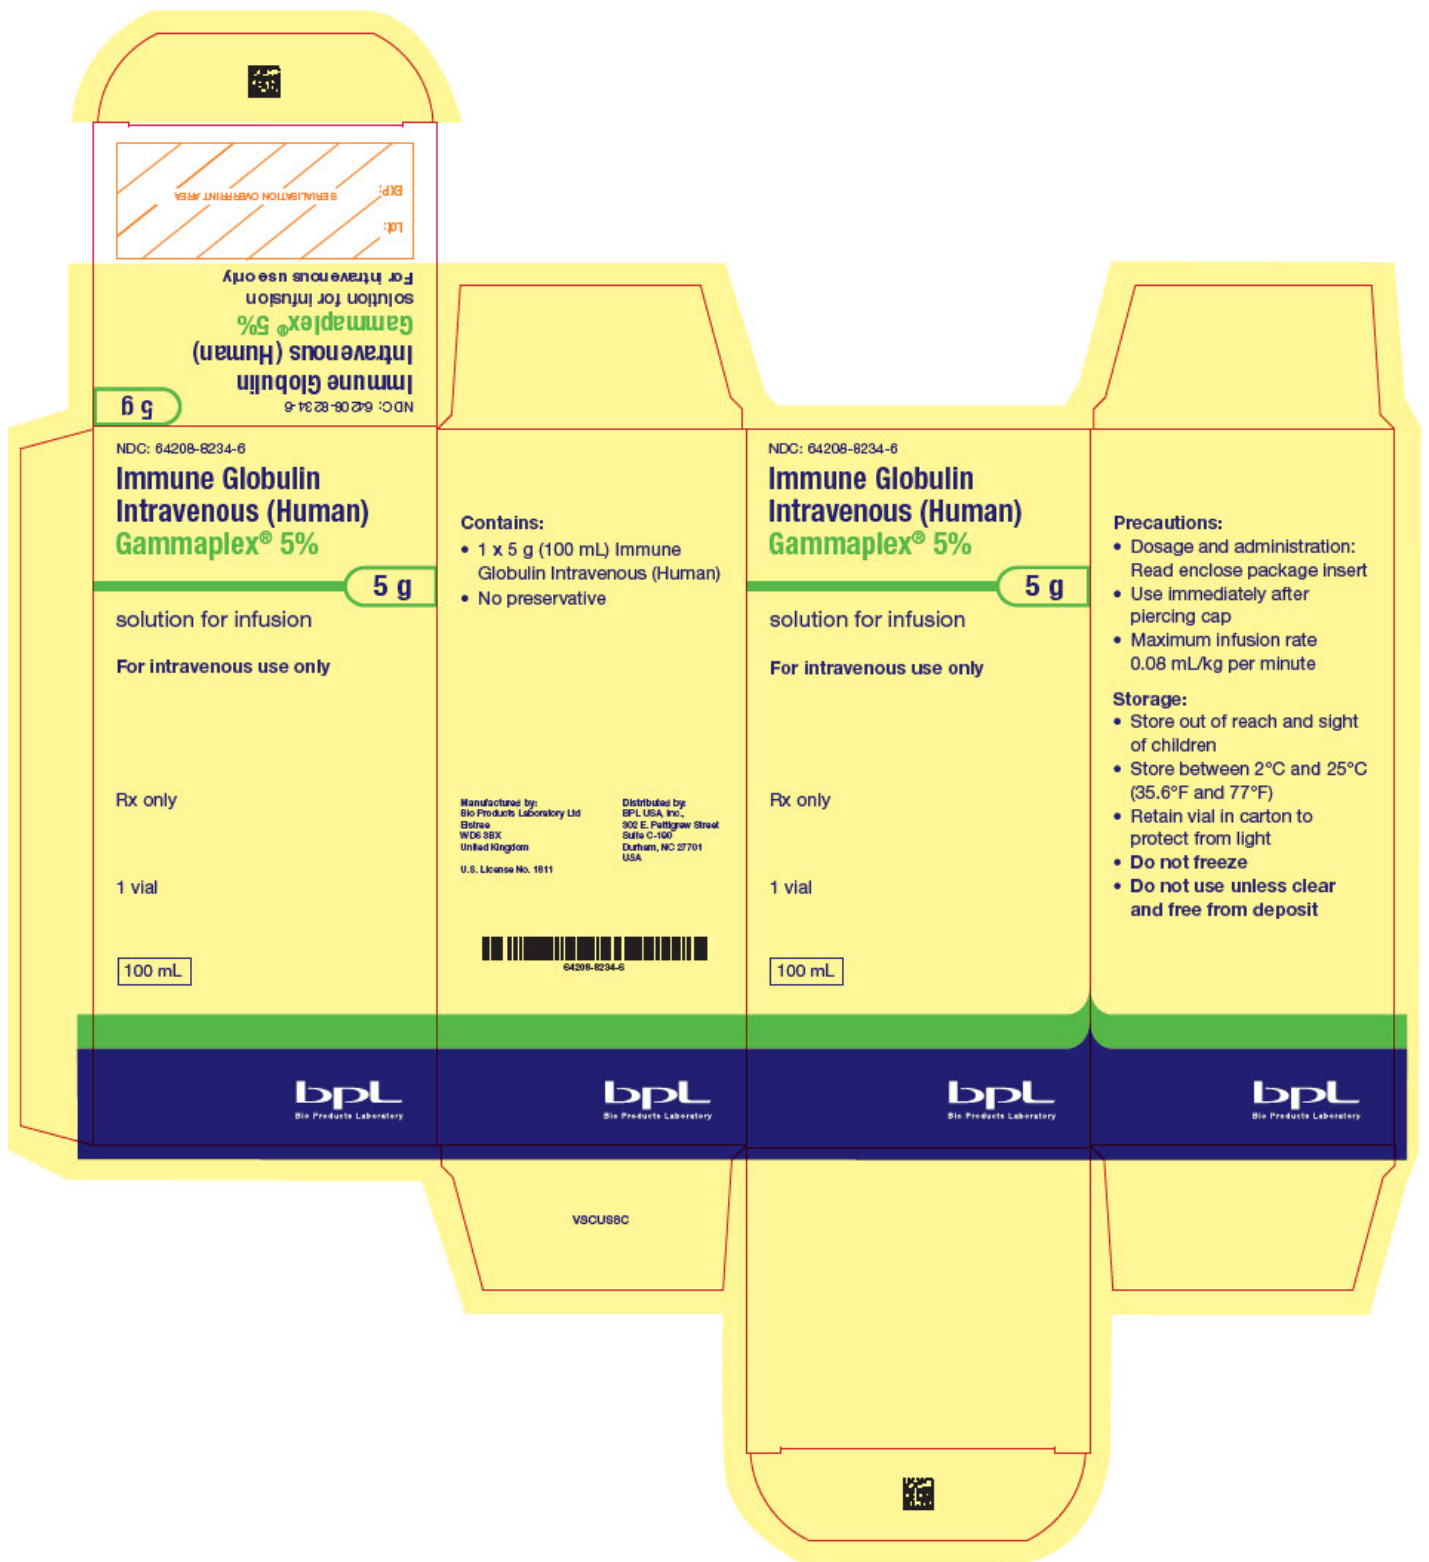 Lot:
EXP:
SERIALISATION OVERPRINT AREA
NDC: 64208-8234-6
Immune Globulin
Intravenous (Human)
Gammaplex® 5%
solution for infusion
For intravenous use only
5 g
NDC: 64208-8234-6
Immune Globulin
Intravenous (Human)
Gammaplex® 5%
5 g
solution for infusion
For intravenous use only
Rx only
1 vial
100 mL
bpL
Bio Products Laboratory
Contains:
• 1 x 5 g (100 mL) Immune
Globulin Intravenous (Human)
• No preservative
Manufactured by:
Bio Products Laboratory Ltd
Elstree
WD6 3BX
United Kingdom
U.S. License No. 1811
Distributed by:
BPL USA, Inc.,
302 E. Pettigrew Street
Suite C-190
Durham, NC 27701
USA
64208-8234-6
bpL
Bio Products Laboratory
VSCUS8C
NDC: 64208-8234-6
Immune Globulin
Intravenous (Human)
Gammaplex® 5%
5 g
solution for infusion
For intravenous use only
Rx only
1 vial
100 mL
bpL
Bio Products Laboratory
Precautions:
• Dosage and administration:
Read enclose package insert
• Use immediately after
piercing cap
• Maximum infusion rate
0.08 mL/kg per minute
Storage:
• Store out of reach and sight
of children
• Store between 2°C and 25°C
(35.6°F and 77°F)
• Retain vial in carton to
protect from light
• Do not freeze
• Do not use unless clear
and free from deposit
bpL
Bio Products Laboratory